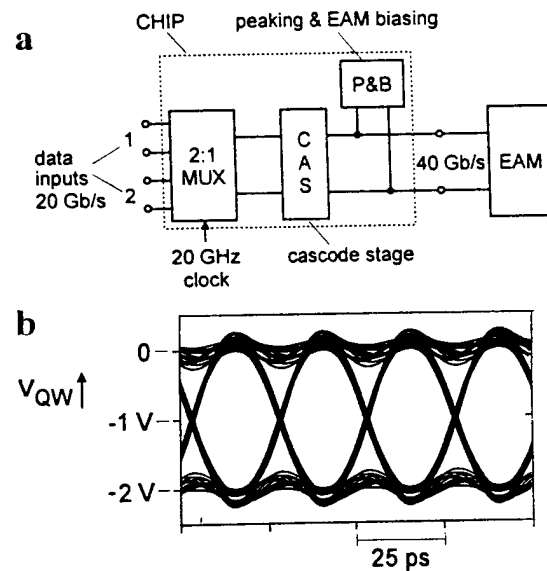 a
CHIP
peaking & EAM biasing
P&B
1
data
inputs
20 Gb/s
2
2:1
MUX
C
A
S
40 Gb/s
EAM
20 GHz
clock
cascode stage
b
0
VQW
-1 V
-2 V
25 ps